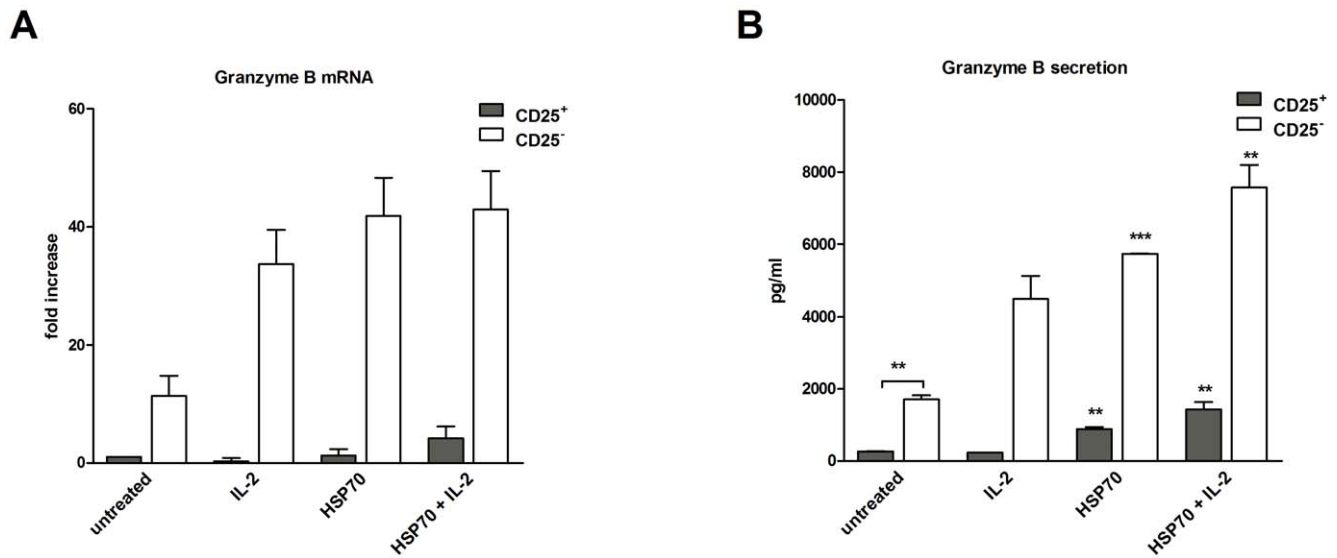 A
Granzyme B mRNA
CD25⁺
CD25⁻
fold increase
60
40
20
0
untreated
IL-2
HSP70
HSP70 + IL-2
B
Granzyme B secretion
CD25⁺
CD25⁻
pg/ml
10000
8000
6000
4000
2000
0
**
**
***
**
**
untreated
IL-2
HSP70
HSP70 + IL-2